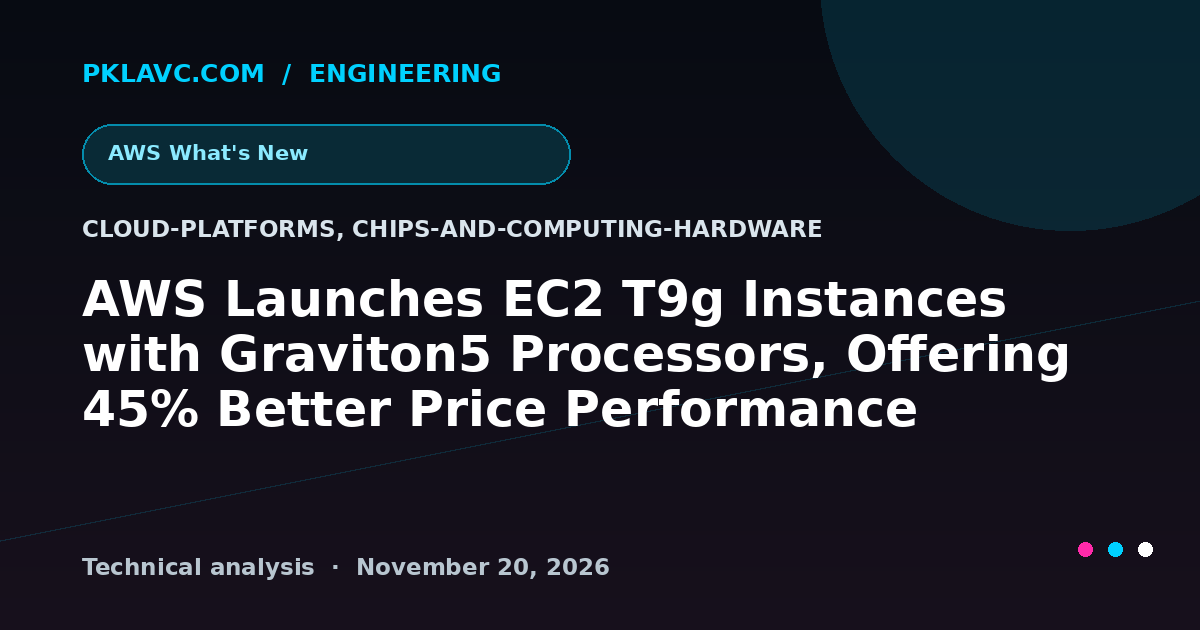 PKLAVC.COM / ENGINEERING
AWS What's New
CLOUD-PLATFORMS, CHIPS-AND-COMPUTING-HARDWARE
AWS Launches EC2 T9g Instances
with Graviton5 Processors, Offering
45% Better Price Performance
Technical analysis · November 20, 2026